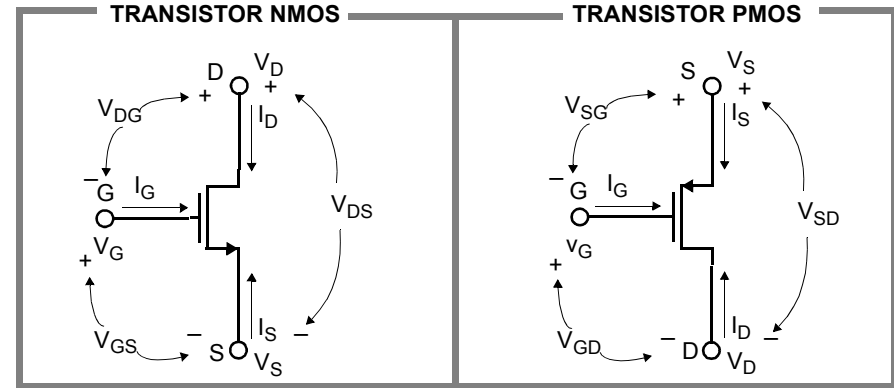 TRANSISTOR NMOS
V_D
D
+
+
V_DG
I_D
–
G
I_G
V_DS
V_G
+
I_S
V_GS
–
–
S
V_S
TRANSISTOR PMOS
V_S
S
+
+
V_SG
I_S
–
G
I_G
V_SD
v_G
+
I_D
V_GD
–
–
D
V_D